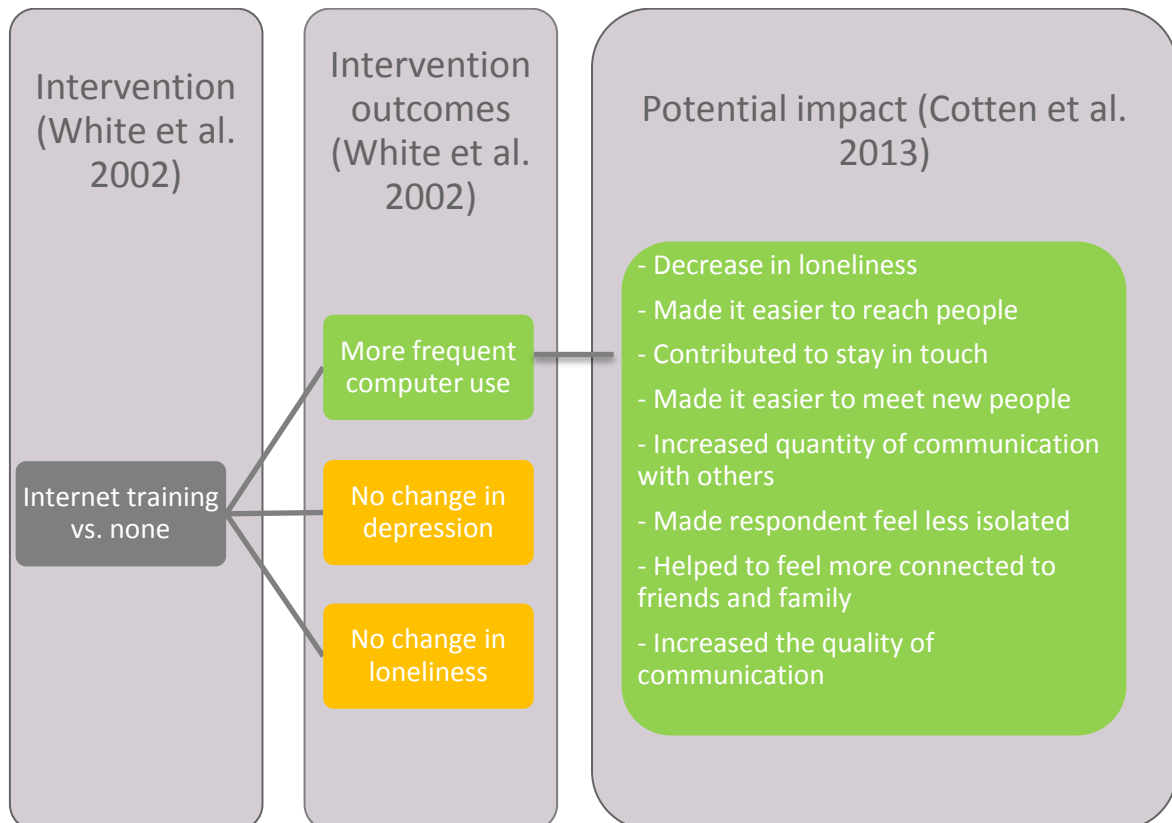 Intervention
(White et al.
2002)
Internet training
vs. none
Intervention
outcomes
(White et al.
2002)
More frequent
computer use
No change in
depression
No change in
loneliness
Potential impact (Cotten et al.
2013)
- Decrease in loneliness
- Made it easier to reach people
- Contributed to stay in touch
- Made it easier to meet new people
- Increased quantity of communication
with others
- Made respondent feel less isolated
- Helped to feel more connected to
friends and family
- Increased the quality of
communication